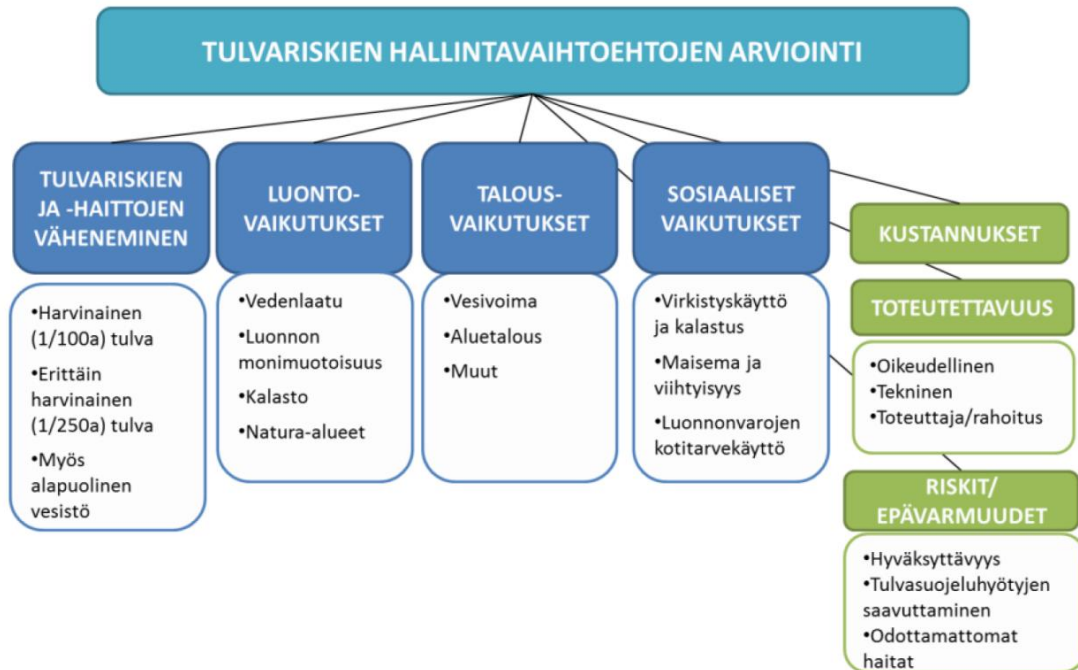 TULVARISKIEN HALLINTAVAIHTOEHTOJEN ARVIOINTI
TULVARISKIEN
JA -HAITTOJEN
VÄHENEMINEN
•Harvinainen
(1/100a) tulva
•Erittäin
harvinainen
(1/250a) tulva
•Myös
alapuolinen
vesistö
LUONTO-
VAIKUTUKSET
•Vedenlaatu
•Luonnon
monimuotoisuus
•Kalasto
•Natura-alueet
TALOUS-
VAIKUTUKSET
•Vesivoima
•Aluetalous
•Muut
SOSIAALISET
VAIKUTUKSET
•Virkistyskäyttö
ja kalastus
•Maisema ja
viihtyisyys
•Luonnonvarojen
kotitarvekäyttö
KUSTANNUKSET
TOTEUTETTAVUUS
•Oikeudellinen
•Tekninen
•Toteuttaja/rahoitus
RISKIT/
EPÄVARMUUDET
•Hyväksyttävyys
•Tulvasuojeluhyötyjen
saavuttaminen
•Odottamattomat
haitat